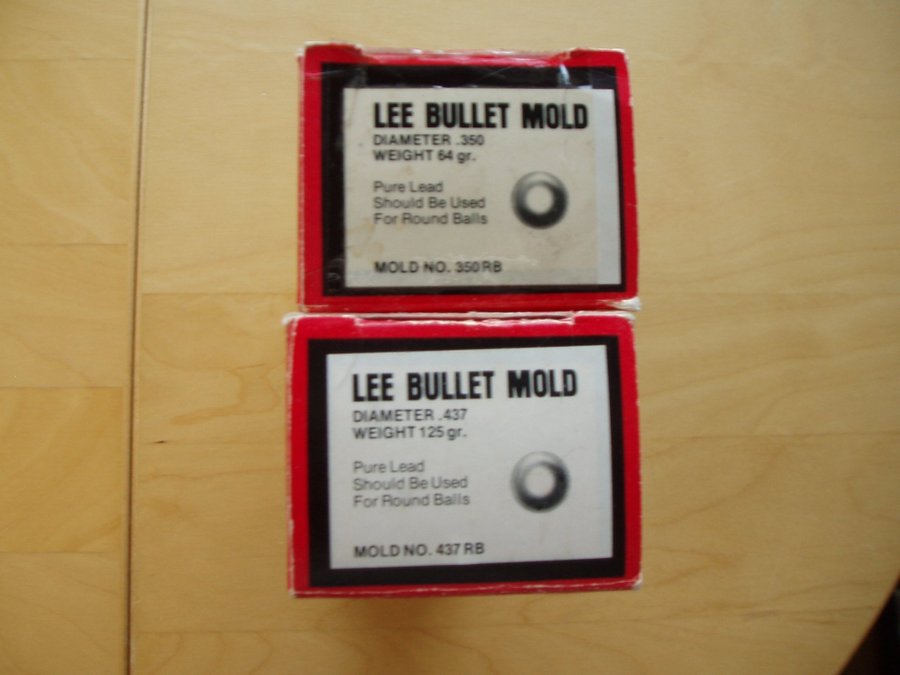 LEE BULLET MOLD
DIAMETER .350
WEIGHT 64 gr.
Pure Lead
Should Be Used
For Round Balls
MOLD NO. 350 RB
LEE BULLET MOLD
DIAMETER .437
WEIGHT 125 gr.
Pure Lead
Should Be Used
For Round Balls
MOLD NO. 437 RB